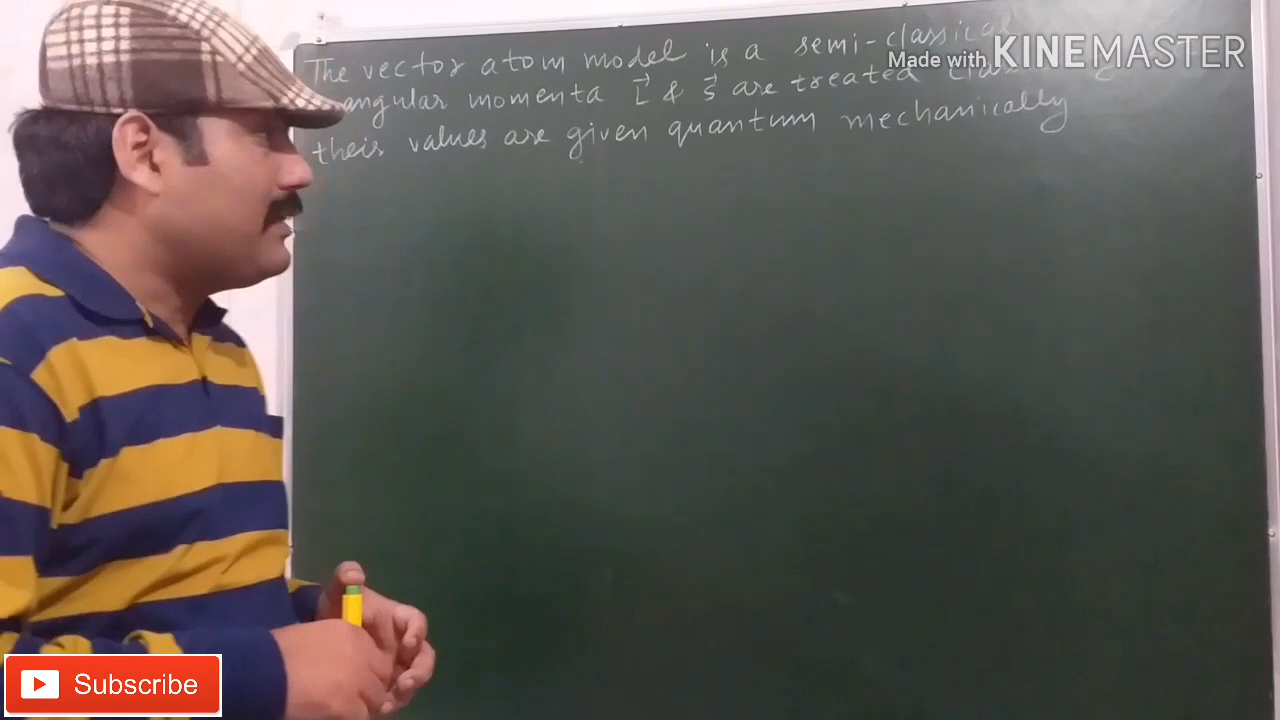 The vector atom model is a semi-classical
angular momenta L⃗ & s⃗ are treated
their values are given quantum mechanically
Made with KINEMASTER
Subscribe